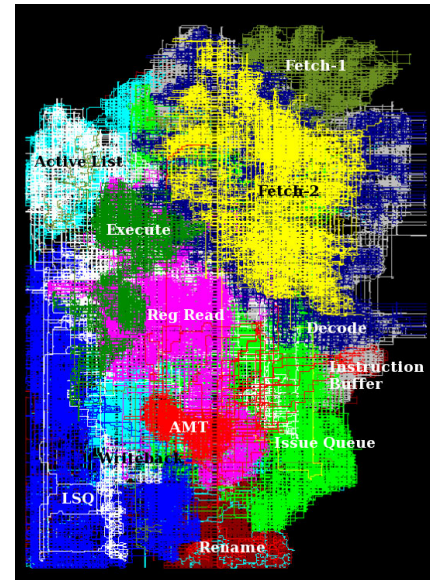 Fetch-1
Active List
Fetch-2
Execute
Reg Read
Decode
Instruction
Buffer
AMT
Issue Queue
Writeback
LSQ
Rename